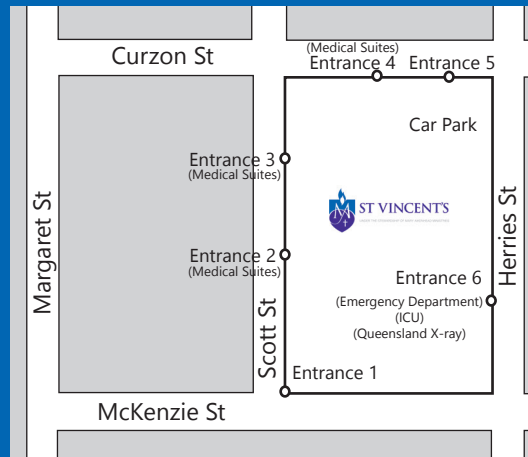 Curzon St
(Medical Suites)
Entrance 4
Entrance 5
Car Park
Entrance 3
(Medical Suites)
ST VINCENT'S
Margaret St
Herries St
Entrance 2
(Medical Suites)
Entrance 6
(Emergency Department)
(ICU)
(Queensland X-ray)
Scott St
Entrance 1
McKenzie St